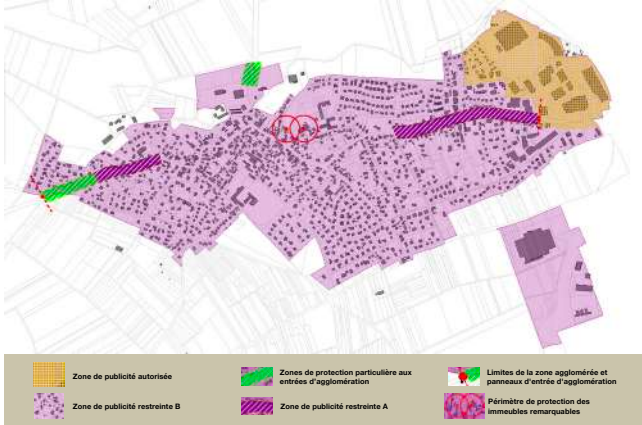 Zone de publicité autorisée
Zones de protection particulière aux
entrées d'agglomération
Limites de la zone agglomérée et
panneaux d'entrée d'agglomération
Zone de publicité restreinte B
Zone de publicité restreinte A
Périmètre de protection des
immeubles remarquables